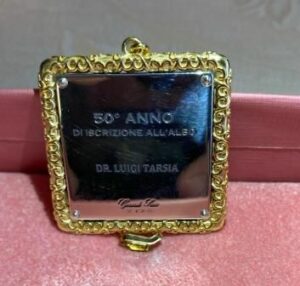 50° ANNO
DI ISCRIZIONE ALL'ALBO
DR. LUIGI TARSIA